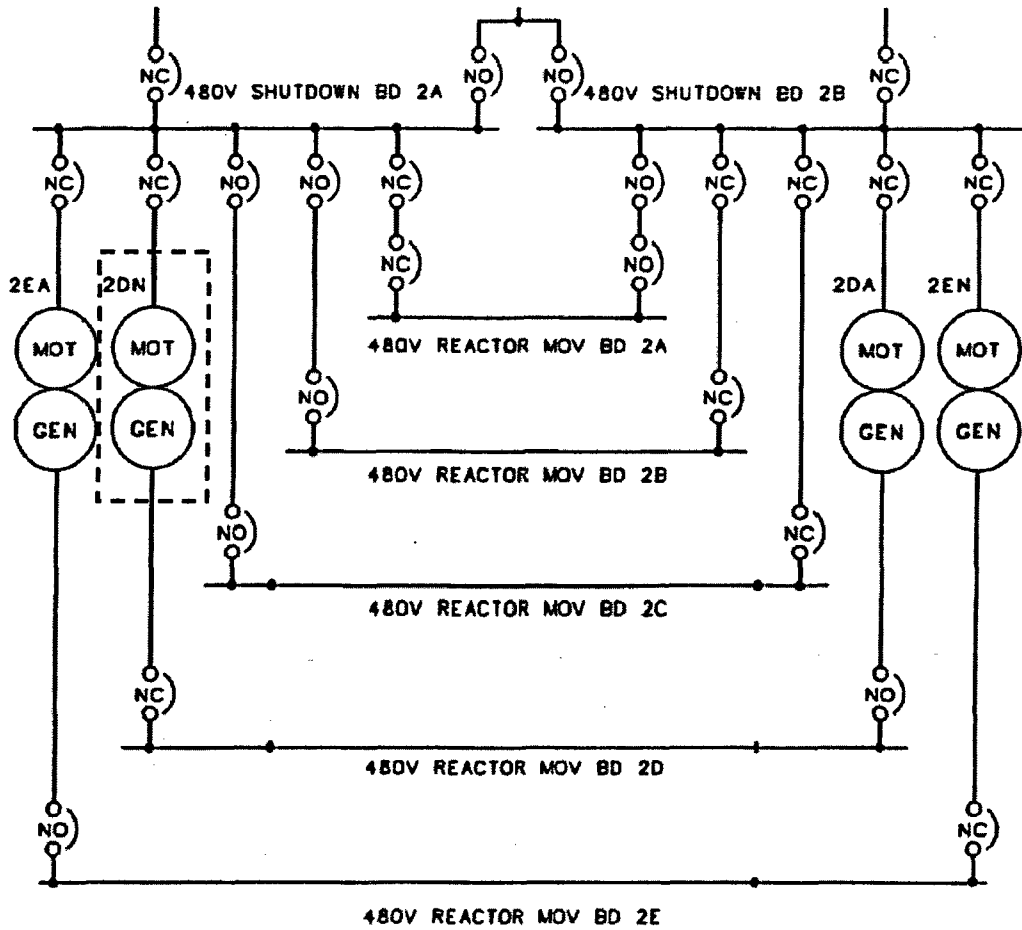 NC NO NO NC
480V SHUTDOWN BD 2A 480V SHUTDOWN BD 2B
NC NC NO NO NC NO NC NC NC NC
NC NO
2EA 2DN 2DA 2EN
MOT MOT MOT MOT
480V REACTOR MOV BD 2A
NO NC
GEN GEN GEN GEN
480V REACTOR MOV BD 2B
NO NC
480V REACTOR MOV BD 2C
NC NO
480V REACTOR MOV BD 2D
NO NC
480V REACTOR MOV BD 2E